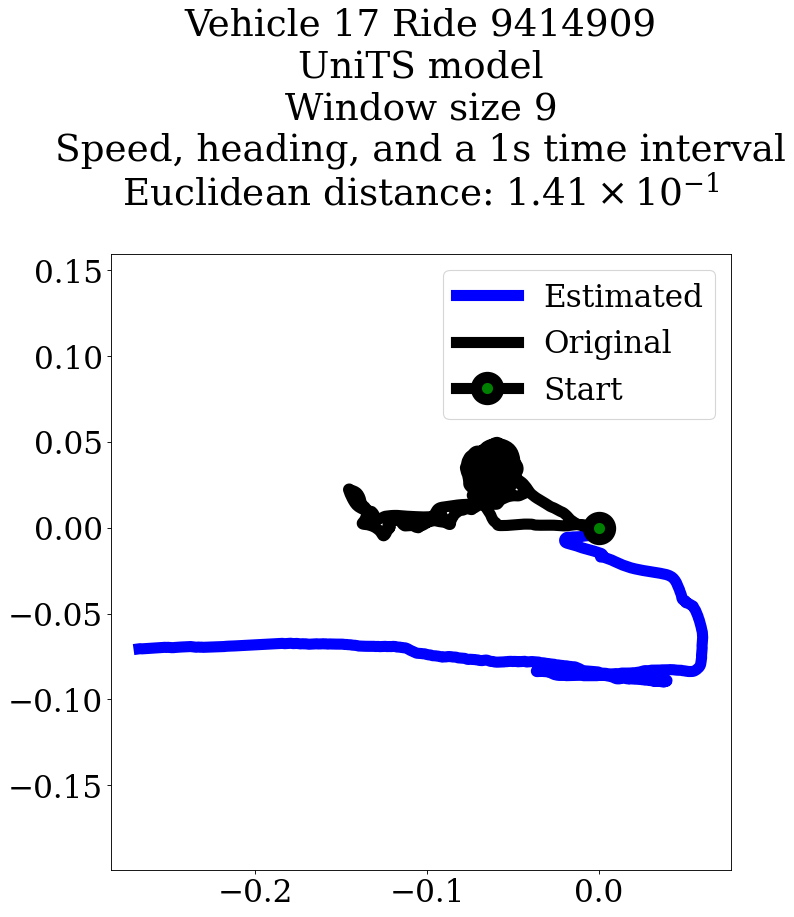 Vehicle 17 Ride 9414909
UniTS model
Window size 9
Speed, heading, and a 1s time interval
Euclidean distance: 1.41 × 10⁻¹
0.15
0.10
0.05
0.00
−0.05
−0.10
−0.15
Estimated
Original
Start
−0.2
−0.1
0.0